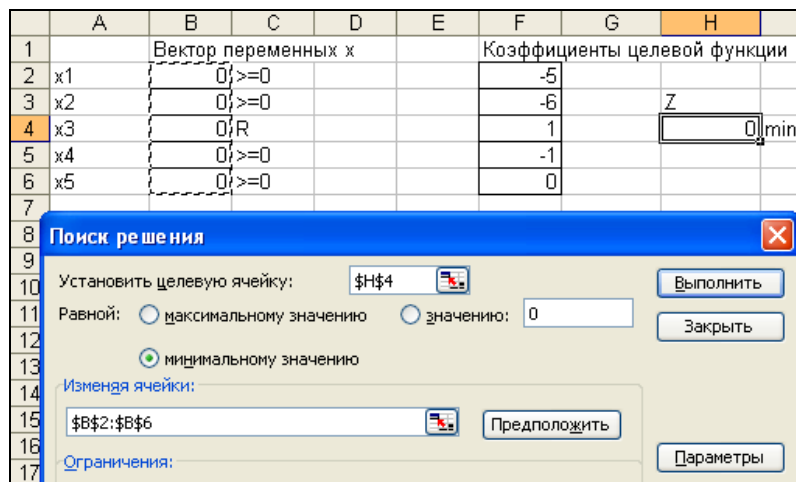 A B C D E F G H
1 Вектор переменных x Коэффициенты целевой функции
2 x1 0 >=0 -5
3 x2 0 >=0 -6 Z
4 x3 0 R 1 0 min
5 x4 0 >=0 -1
6 x5 0 >=0 0
7
8 Поиск решения
9
10 Установить целевую ячейку: $H$4 Выполнить
11 Равной: максимальному значению значению: 0 Закрыть
12
13 минимальному значению
14 Изменяя ячейки:
15 $B$2:$B$6 Предположить
16 Параметры
17 Ограничения: